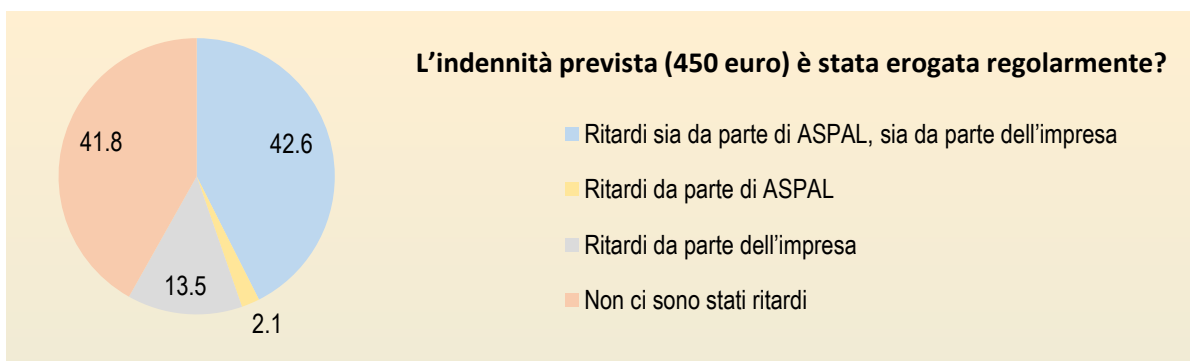 L'indennità prevista (450 euro) è stata erogata regolarmente?
41.8
42.6
13.5
2.1
Ritardi sia da parte di ASPAL, sia da parte dell'impresa
Ritardi da parte di ASPAL
Ritardi da parte dell'impresa
Non ci sono stati ritardi